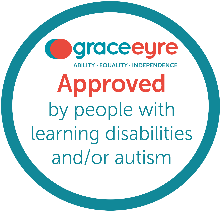 graceeyre
ABILITY · EQUALITY · INDEPENDENCE
Approved
by people with
learning disabilities
and/or autism